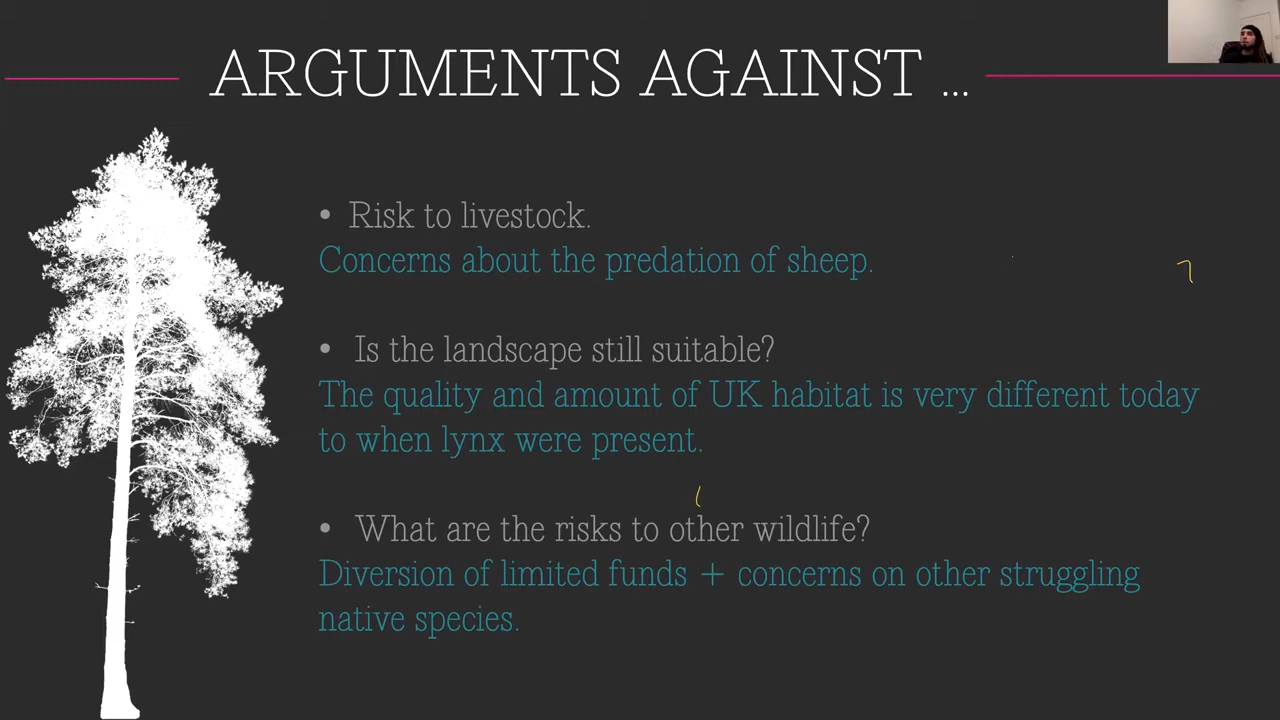 ARGUMENTS AGAINST ...
• Risk to livestock.
Concerns about the predation of sheep.
• Is the landscape still suitable?
The quality and amount of UK habitat is very different today
to when lynx were present.
• What are the risks to other wildlife?
Diversion of limited funds + concerns on other struggling
native species.